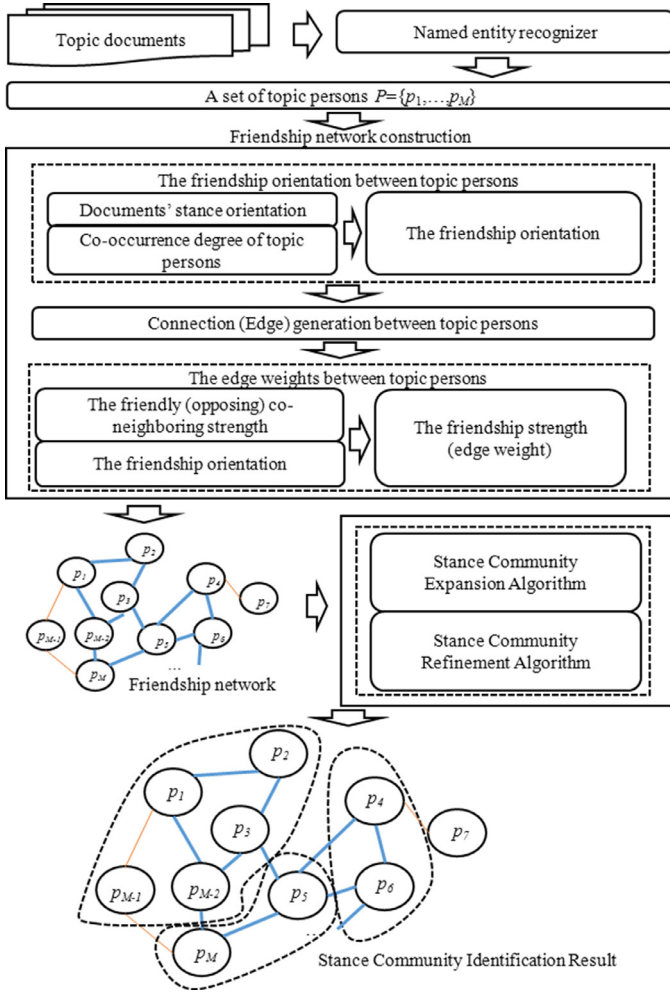 Topic documents
Named entity recognizer
A set of topic persons P={p1,…,pM}
Friendship network construction
The friendship orientation between topic persons
Documents’ stance orientation
Co-occurrence degree of topic
persons
The friendship orientation
Connection (Edge) generation between topic persons
The edge weights between topic persons
The friendly (opposing) co-
neighboring strength
The friendship orientation
The friendship strength
(edge weight)
p2
p1
p4
p3
p7
pM-1
pM-2
p5
p6
pM
...
Friendship network
Stance Community
Expansion Algorithm
Stance Community
Refinement Algorithm
p2
p1
p4
p3
p7
pM-1
pM-2
p5
p6
pM
...
Stance Community Identification Result